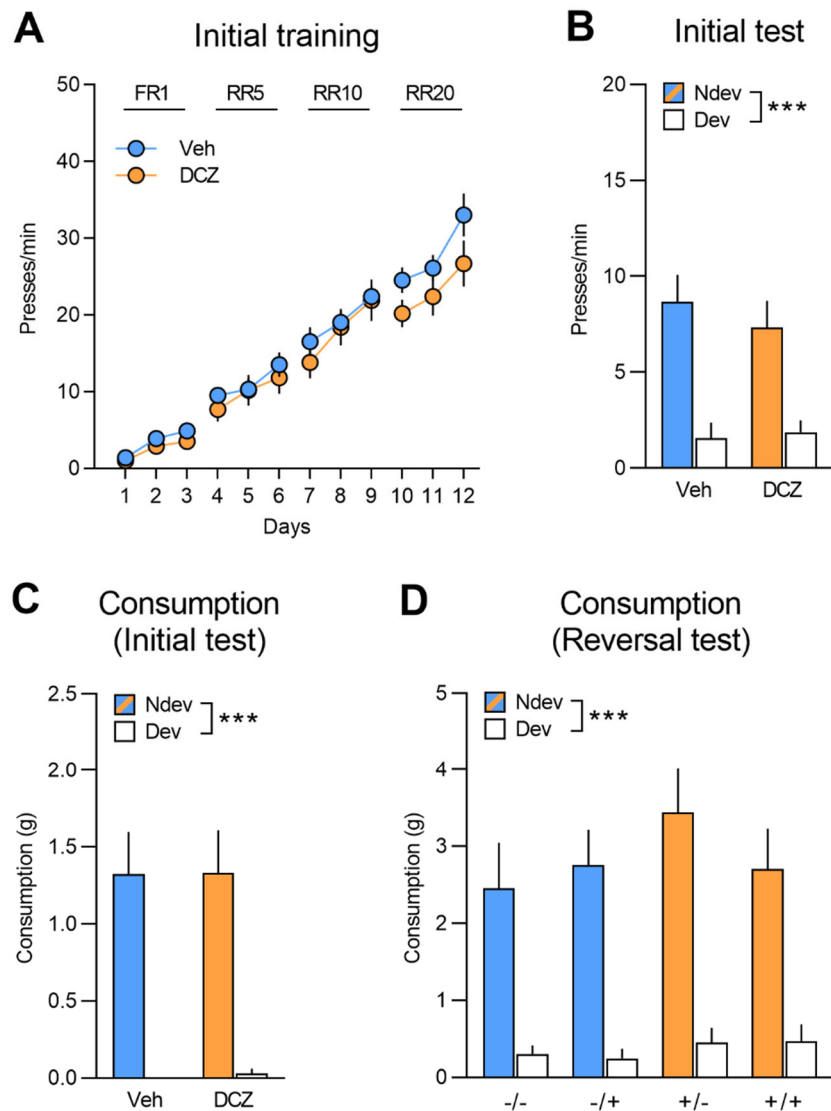 A
Initial training
FR1 RR5 RR10 RR20
Veh
DCZ
Presses/min
50
40
30
20
10
0
1 2 3 4 5 6 7 8 9 10 11 12
Days
B
Initial test
Ndev
Dev
***
Presses/min
20
15
10
5
0
Veh DCZ
C
Consumption
(Initial test)
Ndev
Dev
***
Consumption (g)
2.5
2.0
1.5
1.0
0.5
0.0
Veh DCZ
D
Consumption
(Reversal test)
Ndev
Dev
***
Consumption (g)
5
4
3
2
1
0
-/- -/+ +/- +/+